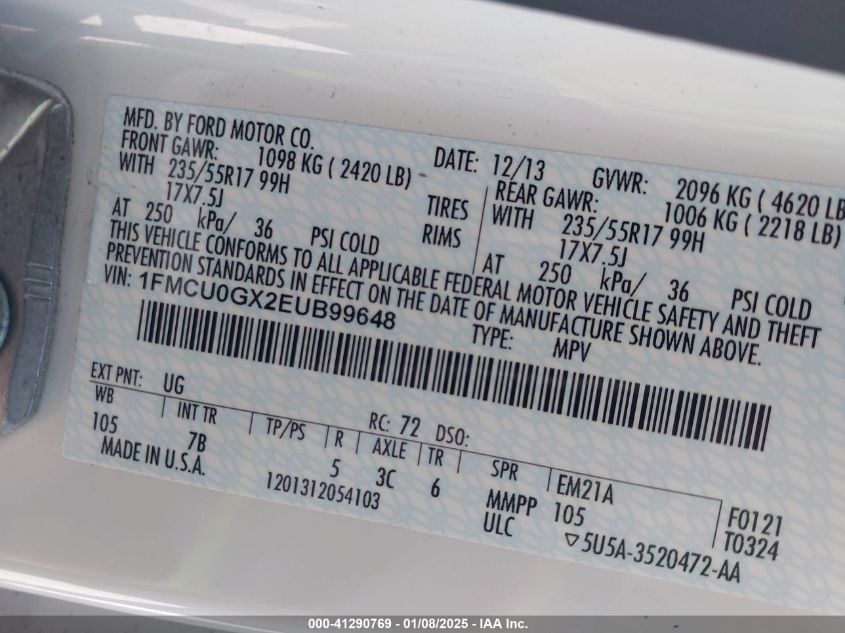 MFD. BY FORD MOTOR CO.
DATE: 12/13 GVWR: 2096 KG ( 4620 LB
FRONT GAWR: 1098 KG ( 2420 LB) REAR GAWR: 1006 KG ( 2218 LB)
WITH 235/55R17 99H TIRES WITH 235/55R17 99H
17X7.5J RIMS 17X7.5J
AT 250 kPa/ 36 PSI COLD AT 250 kPa/ 36 PSI COLD
THIS VEHICLE CONFORMS TO ALL APPLICABLE FEDERAL MOTOR VEHICLE SAFETY AND THEFT
PREVENTION STANDARDS IN EFFECT ON THE DATE OF MANUFACTURE SHOWN ABOVE.
VIN: 1FMCU0GX2EUB99648
TYPE: MPV
EXT PNT: UG RC: 72 DSO:
WB INT TR TP/PS R AXLE TR SPR EM21A F0121
105 7B 5 3C 6 MMPP 105 T0324
MADE IN U.S.A. 1201312054103 ULC ▽5U5A-3520472-AA
000-41290769 - 01/08/2025 - IAA Inc.